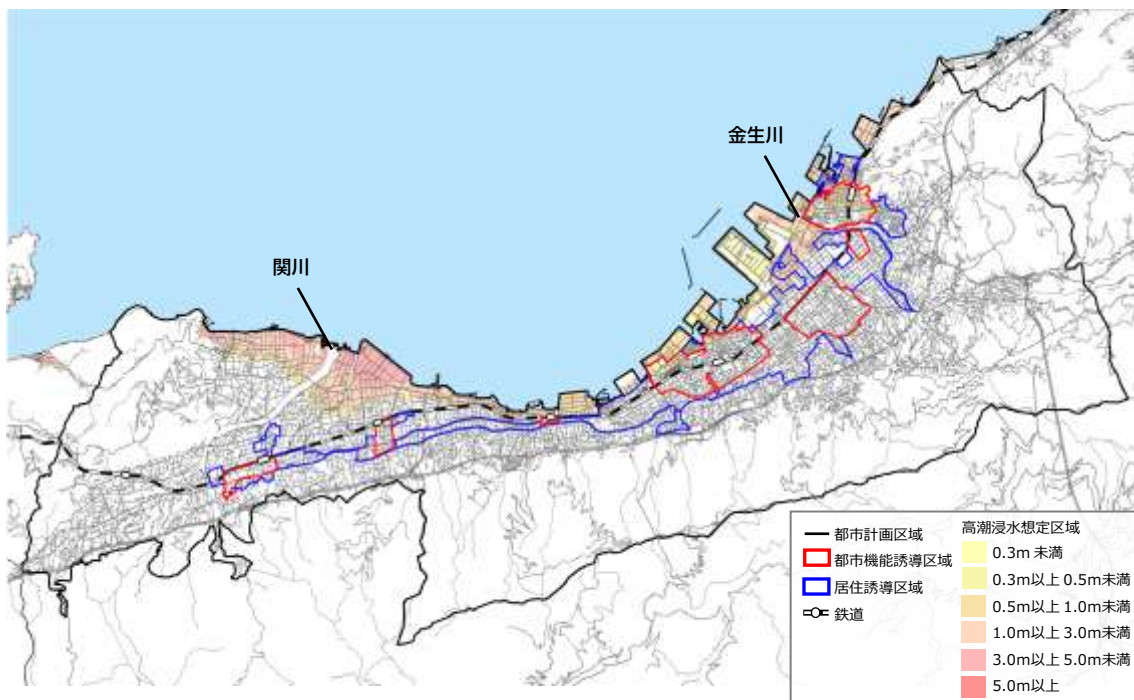 金生川
関川
都市計画区域
都市機能誘導区域
居住誘導区域
鉄道
高潮浸水想定区域
0.3m 未満
0.3m以上 0.5m未満
0.5m以上 1.0m未満
1.0m以上 3.0m未満
3.0m以上 5.0m未満
5.0m以上